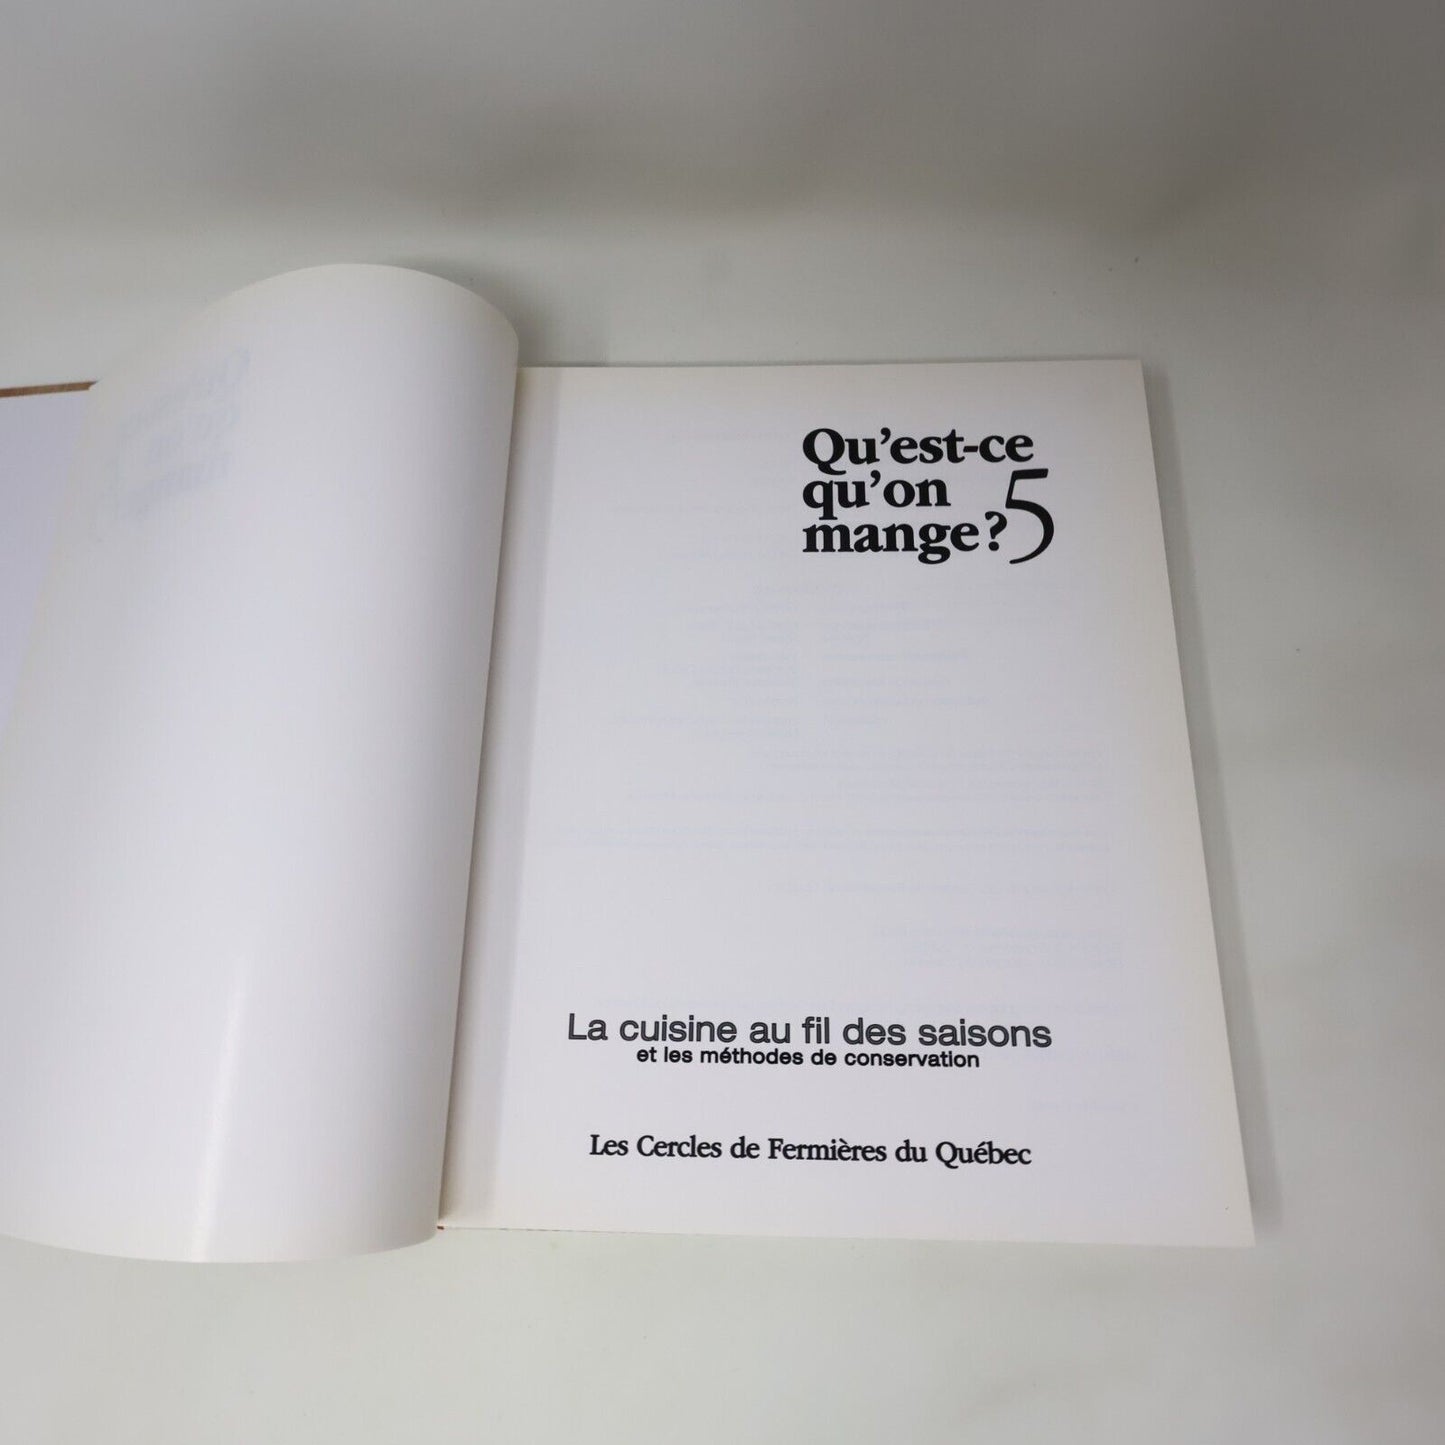 Qu'est-ce
qu'on
mange? 5
La cuisine au fil des saisons
et les méthodes de conservation
Les Cercles de Fermières du Québec